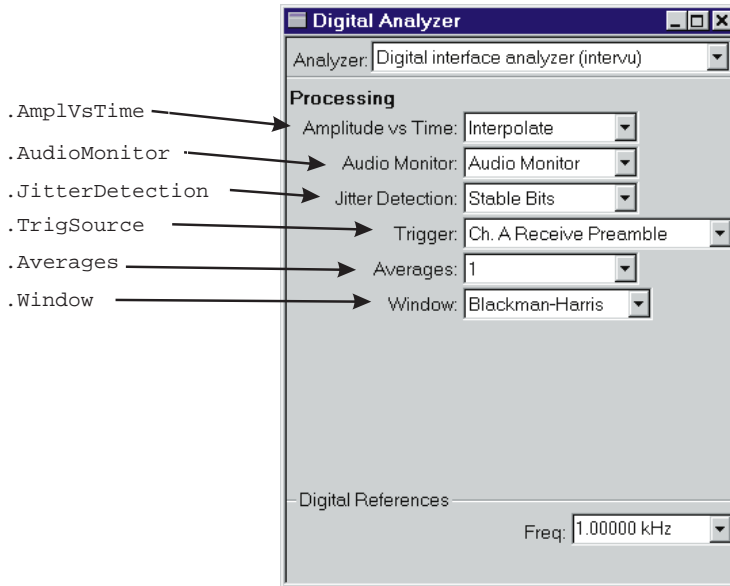 Digital Analyzer
Analyzer: Digital interface analyzer (intervu)
Processing
.AmplVsTime Amplitude vs Time: Interpolate
.AudioMonitor Audio Monitor: Audio Monitor
.JitterDetection Jitter Detection: Stable Bits
.TrigSource Trigger: Ch. A Receive Preamble
.Averages Averages: 1
.Window Window: Blackman-Harris
Digital References
Freq: 1.00000 kHz